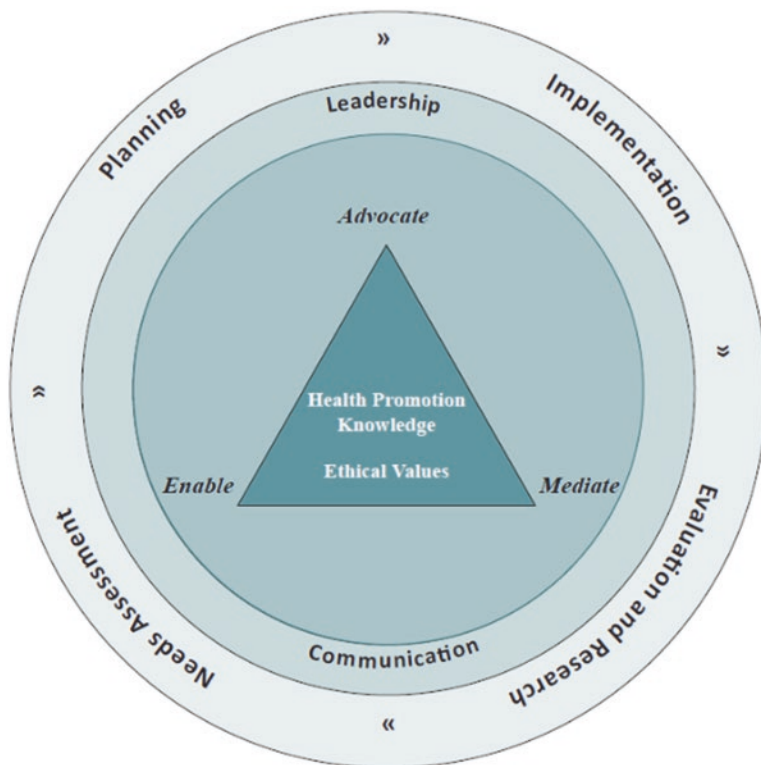 »
Planning
Implementation
Leadership
Advocate
»
»
Health Promotion
Knowledge
Ethical Values
Enable
Mediate
Needs Assessment
Evaluation and Research
Communication
»